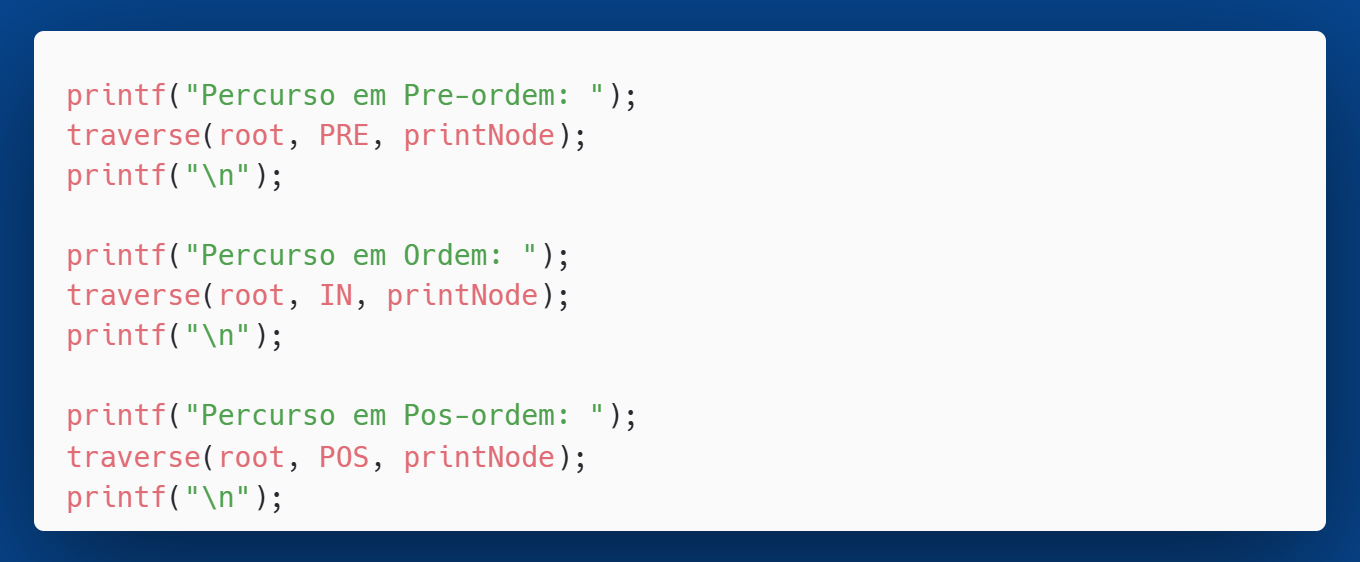 printf("Percurso em Pre-ordem: ");
traverse(root, PRE, printNode);
printf("\n");
printf("Percurso em Ordem: ");
traverse(root, IN, printNode);
printf("\n");
printf("Percurso em Pos-ordem: ");
traverse(root, POS, printNode);
printf("\n");